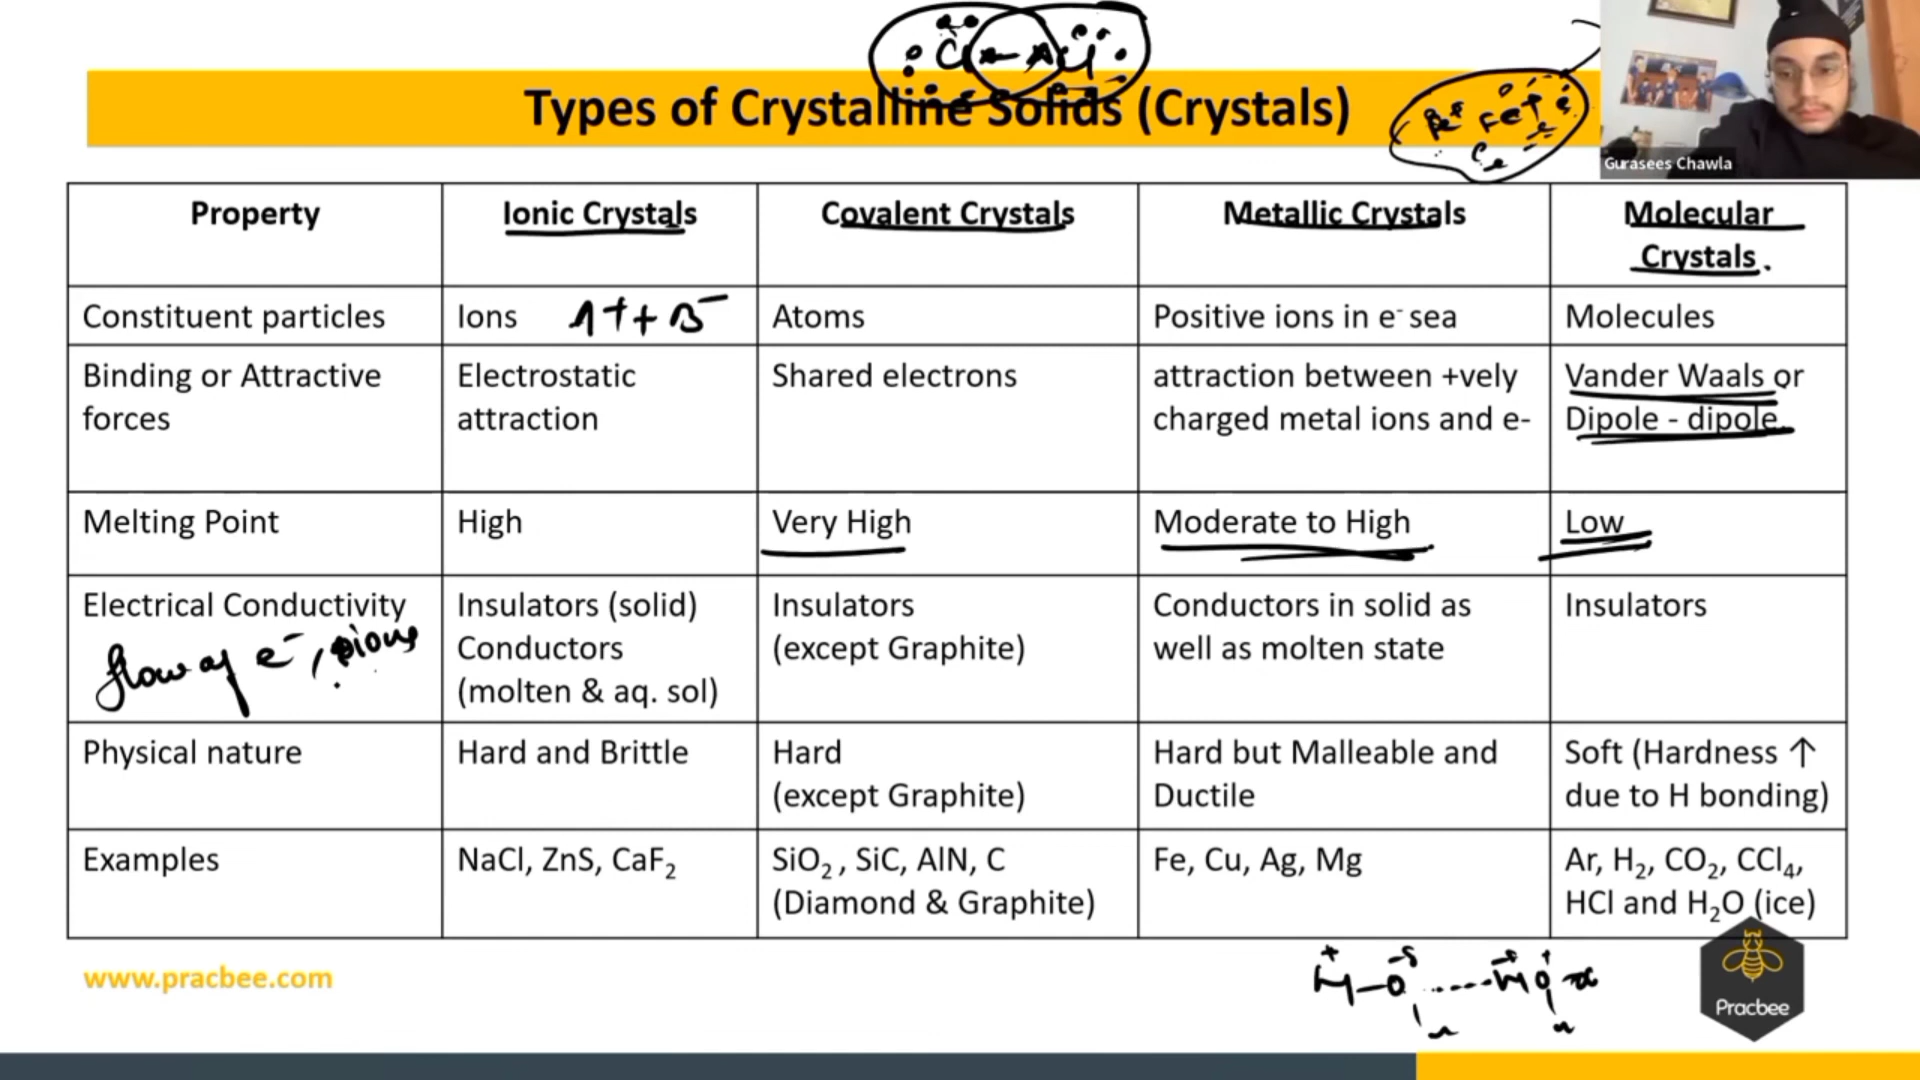 Types of Crystalline Solids (Crystals)
Gurasees Chawla
Property
Ionic Crystals
Covalent Crystals
Metallic Crystals
Molecular
Crystals.
Constituent particles
Ions A+ + B-
Atoms
Positive ions in e⁻ sea
Molecules
Binding or Attractive
forces
Electrostatic
attraction
Shared electrons
attraction between +vely
charged metal ions and e-
Vander Waals or
Dipole - dipole
Melting Point
High
Very High
Moderate to High
Low
Electrical Conductivity
flow of e⁻, ions
Insulators (solid)
Conductors
(molten & aq. sol)
Insulators
(except Graphite)
Conductors in solid as
well as molten state
Insulators
Physical nature
Hard and Brittle
Hard
(except Graphite)
Hard but Malleable and
Ductile
Soft (Hardness ↑
due to H bonding)
Examples
NaCl, ZnS, CaF₂
SiO₂ , SiC, AlN, C
(Diamond & Graphite)
Fe, Cu, Ag, Mg
Ar, H₂, CO₂, CCl₄,
HCl and H₂O (ice)
www.pracbee.com
Pracbee